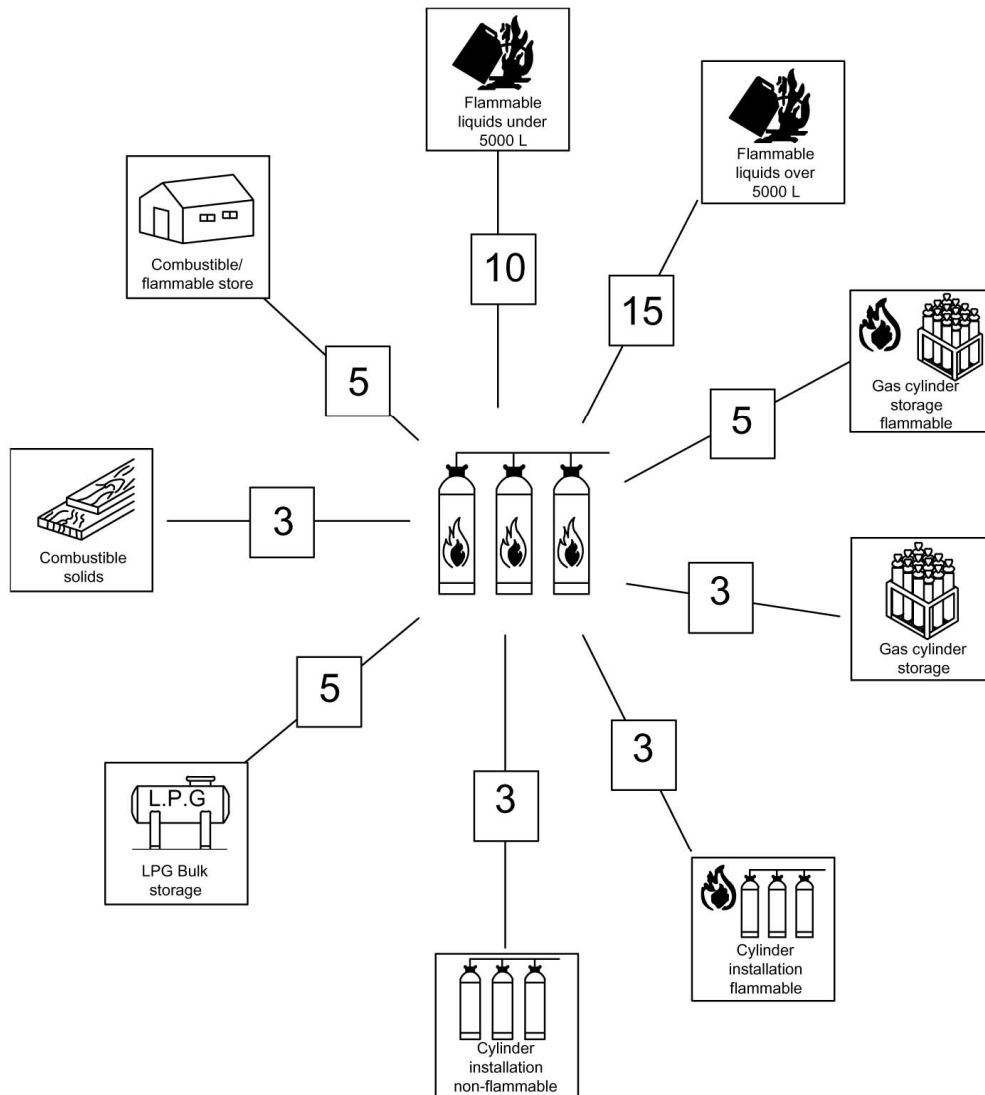 Flammable
liquids under
5000 L
Flammable
liquids over
5000 L
Combustible/
flammable store
10
15
5
5
Gas cylinder
storage
flammable
3
Combustible
solids
3
Gas cylinder
storage
5
3
3
L.P.G
LPG Bulk
storage
Cylinder
installation
flammable
Cylinder
installation
non-flammable